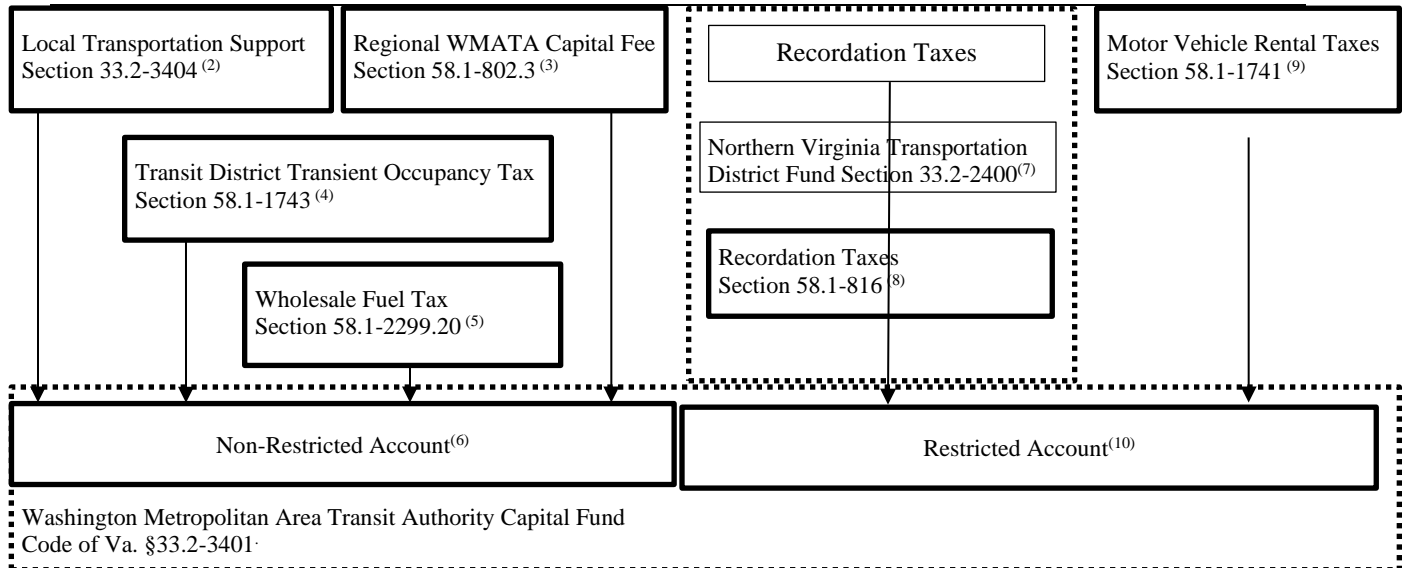 Local Transportation Support
Section 33.2-3404 (2)
Regional WMATA Capital Fee
Section 58.1-802.3 (3)
Recordation Taxes
Motor Vehicle Rental Taxes
Section 58.1-1741 (9)
Transit District Transient Occupancy Tax
Section 58.1-1743 (4)
Northern Virginia Transportation
District Fund Section 33.2-2400(7)
Wholesale Fuel Tax
Section 58.1-2299.20 (5)
Recordation Taxes
Section 58.1-816 (8)
Non-Restricted Account(6)
Restricted Account(10)
Washington Metropolitan Area Transit Authority Capital Fund
Code of Va. §33.2-3401.